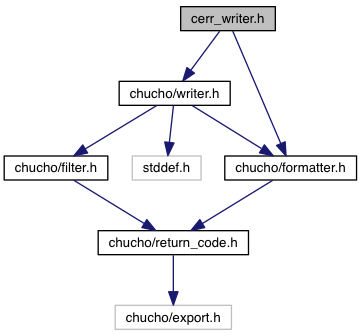 cerr_writer.h
chucho/writer.h
chucho/filter.h
stddef.h
chucho/formatter.h
chucho/return_code.h
chucho/export.h